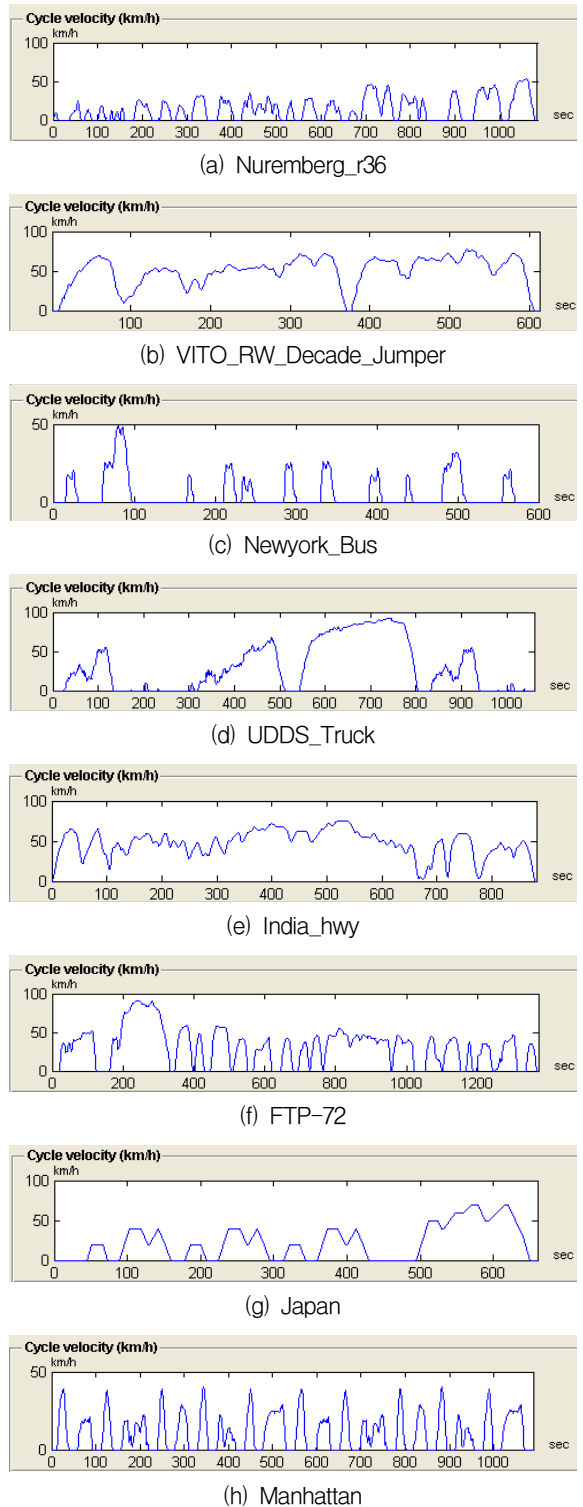 Cycle velocity (km/h)
km/h
100
50
0
0 100 200 300 400 500 600 700 800 900 1000
sec
(a) Nuremberg_r36
Cycle velocity (km/h)
km/h
100
50
0
100 200 300 400 500 600
sec
(b) VITO_RW_Decade_Jumper
Cycle velocity (km/h)
km/h
50
0
0 100 200 300 400 500 600
sec
(c) Newyork_Bus
Cycle velocity (km/h)
km/h
100
50
0
0 100 200 300 400 500 600 700 800 900 1000
sec
(d) UDDS_Truck
Cycle velocity (km/h)
km/h
100
50
0
0 100 200 300 400 500 600 700 800
sec
(e) India_hwy
Cycle velocity (km/h)
km/h
100
50
0
0 200 400 600 800 1000 1200
sec
(f) FTP-72
Cycle velocity (km/h)
km/h
100
50
0
0 100 200 300 400 500 600
sec
(g) Japan
Cycle velocity (km/h)
km/h
50
0
0 100 200 300 400 500 600 700 800 900 1000
sec
(h) Manhattan